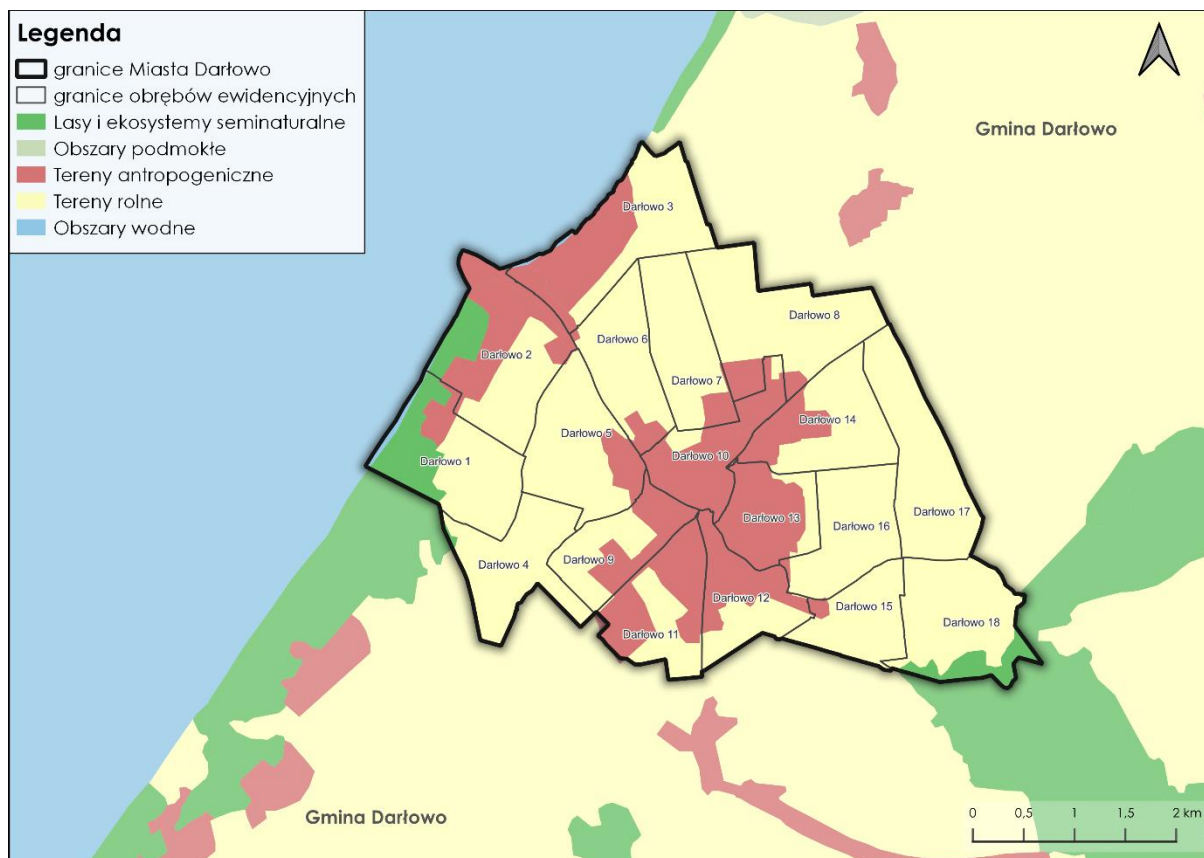 Legenda
granice Miasta Darłowo
granice obrębów ewidencyjnych
Lasy i ekosystemy seminaturalne
Obszary podmokłe
Tereny antropogeniczne
Tereny rolne
Obszary wodne
Gmina Darłowo
Darłowo 3
Darłowo 8
Darłowo 6
Darłowo 2
Darłowo 7
Darłowo 14
Darłowo 5
Darłowo 10
Darłowo 1
Darłowo 17
Darłowo 13
Darłowo 16
Darłowo 9
Darłowo 4
Darłowo 12
Darłowo 15
Darłowo 18
Darłowo 11
Gmina Darłowo
0 0,5 1 1,5 2 km